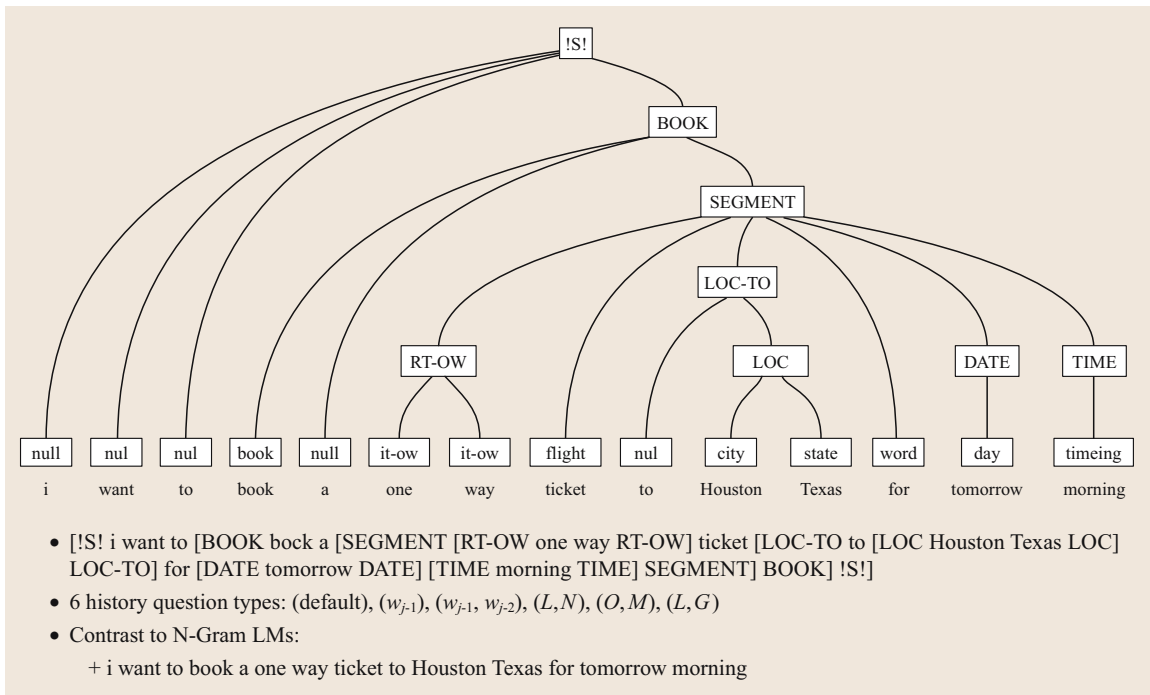 !S!
BOOK
SEGMENT
LOC-TO
RT-OW LOC DATE TIME
null nul nul book null it-ow it-ow flight nul city state word day timeing
i want to book a one way ticket to Houston Texas for tomorrow morning
• [!S! i want to [BOOK bock a [SEGMENT [RT-OW one way RT-OW] ticket [LOC-TO to [LOC Houston Texas LOC]
LOC-TO] for [DATE tomorrow DATE] [TIME morning TIME] SEGMENT] BOOK] !S!]
• 6 history question types: (default), (w_{j-1}), (w_{j-1}, w_{j-2}), (L,N), (O,M), (L,G)
• Contrast to N-Gram LMs:
+ i want to book a one way ticket to Houston Texas for tomorrow morning